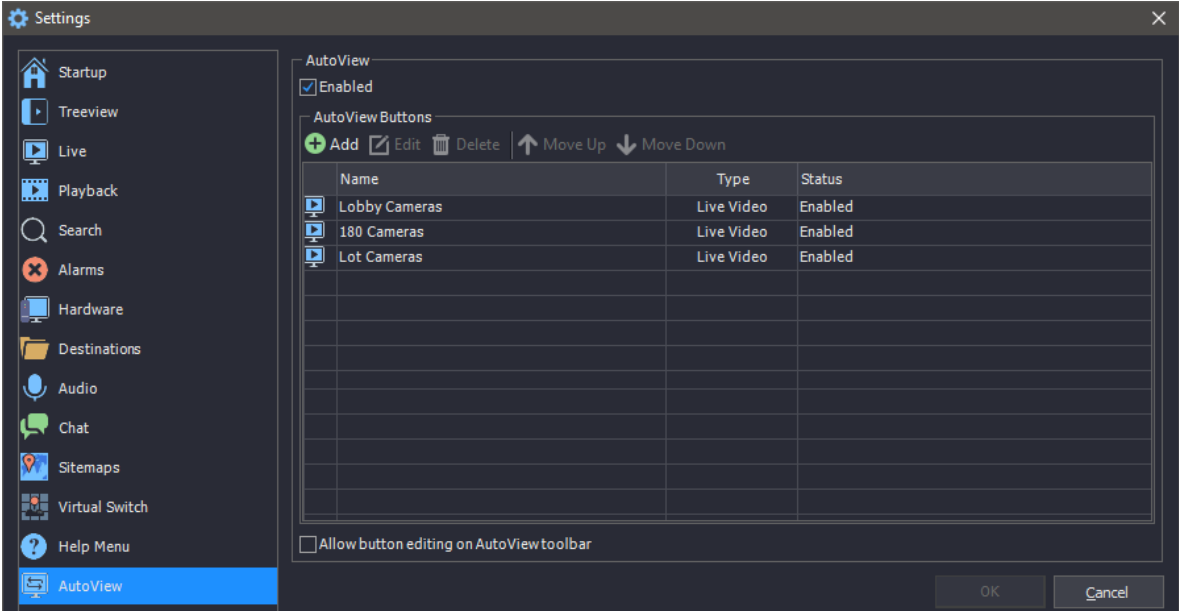 Settings
Startup
Treeview
Live
Playback
Search
Alarms
Hardware
Destinations
Audio
Chat
Sitemaps
Virtual Switch
Help Menu
AutoView
AutoView
Enabled
AutoView Buttons
Add Edit Delete Move Up Move Down
Name Type Status
Lobby Cameras Live Video Enabled
180 Cameras Live Video Enabled
Lot Cameras Live Video Enabled
Allow button editing on AutoView toolbar
OK Cancel